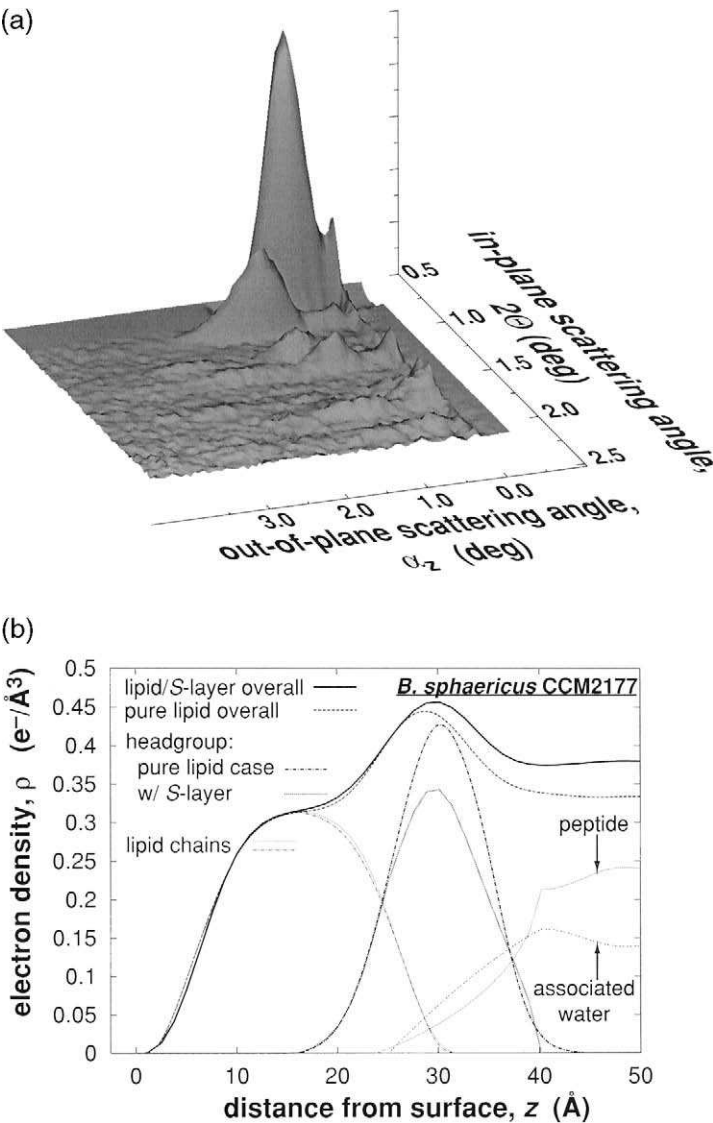 (a)
0.5
1.0
1.5
2.0
2.5
in-plane scattering angle,
2Θ (deg)
3.0
2.0
1.0
0.0
out-of-plane scattering angle,
α_z (deg)
(b)
0.5
0.45
0.4
0.35
0.3
0.25
0.2
0.15
0.1
0.05
0
electron density, ρ (e⁻/Å³)
lipid/S-layer overall
pure lipid overall
headgroup:
pure lipid case
w/ S-layer
lipid chains
B. sphaericus CCM2177
peptide
associated
water
0 10 20 30 40 50
distance from surface, z (Å)